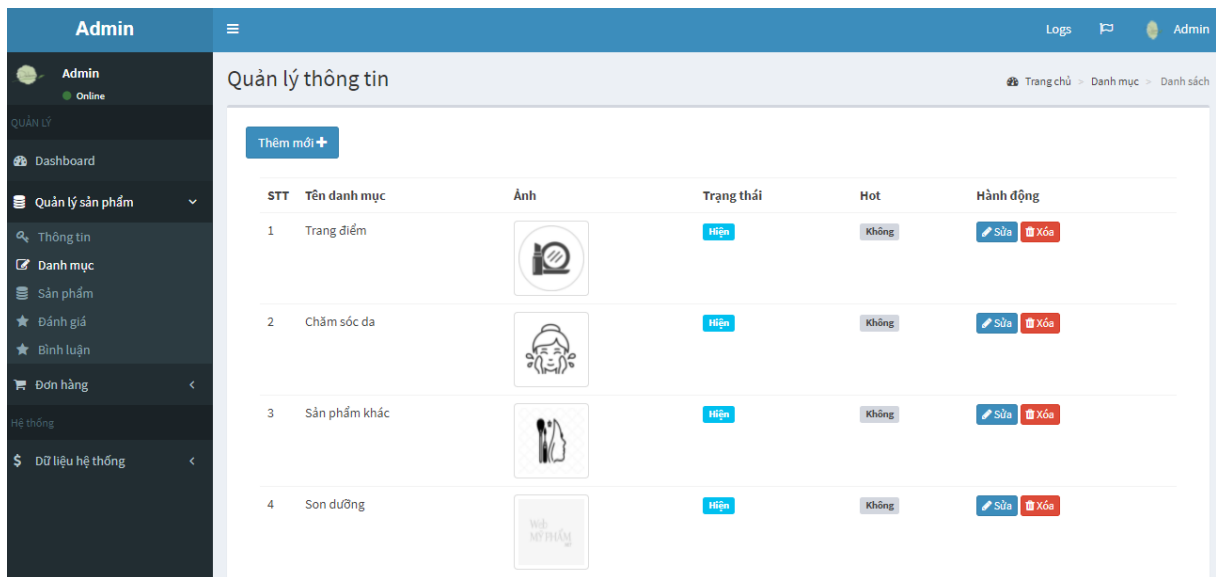 Admin
Logs
Admin
Admin
Online
QUẢN LÝ
Dashboard
Quản lý sản phẩm
Thông tin
Danh mục
Sản phẩm
Đánh giá
Bình luận
Đơn hàng
Hệ thống
Dữ liệu hệ thống
Quản lý thông tin
Trang chủ > Danh mục > Danh sách
Thêm mới
STT Tên danh mục Ảnh Trạng thái Hot Hành động
1 Trang điểm Hiện Không Sửa Xóa
2 Chăm sóc da Hiện Không Sửa Xóa
3 Sản phẩm khác Hiện Không Sửa Xóa
4 Son dưỡng Hiện Không Sửa Xóa
Web
MỸ PHẨM